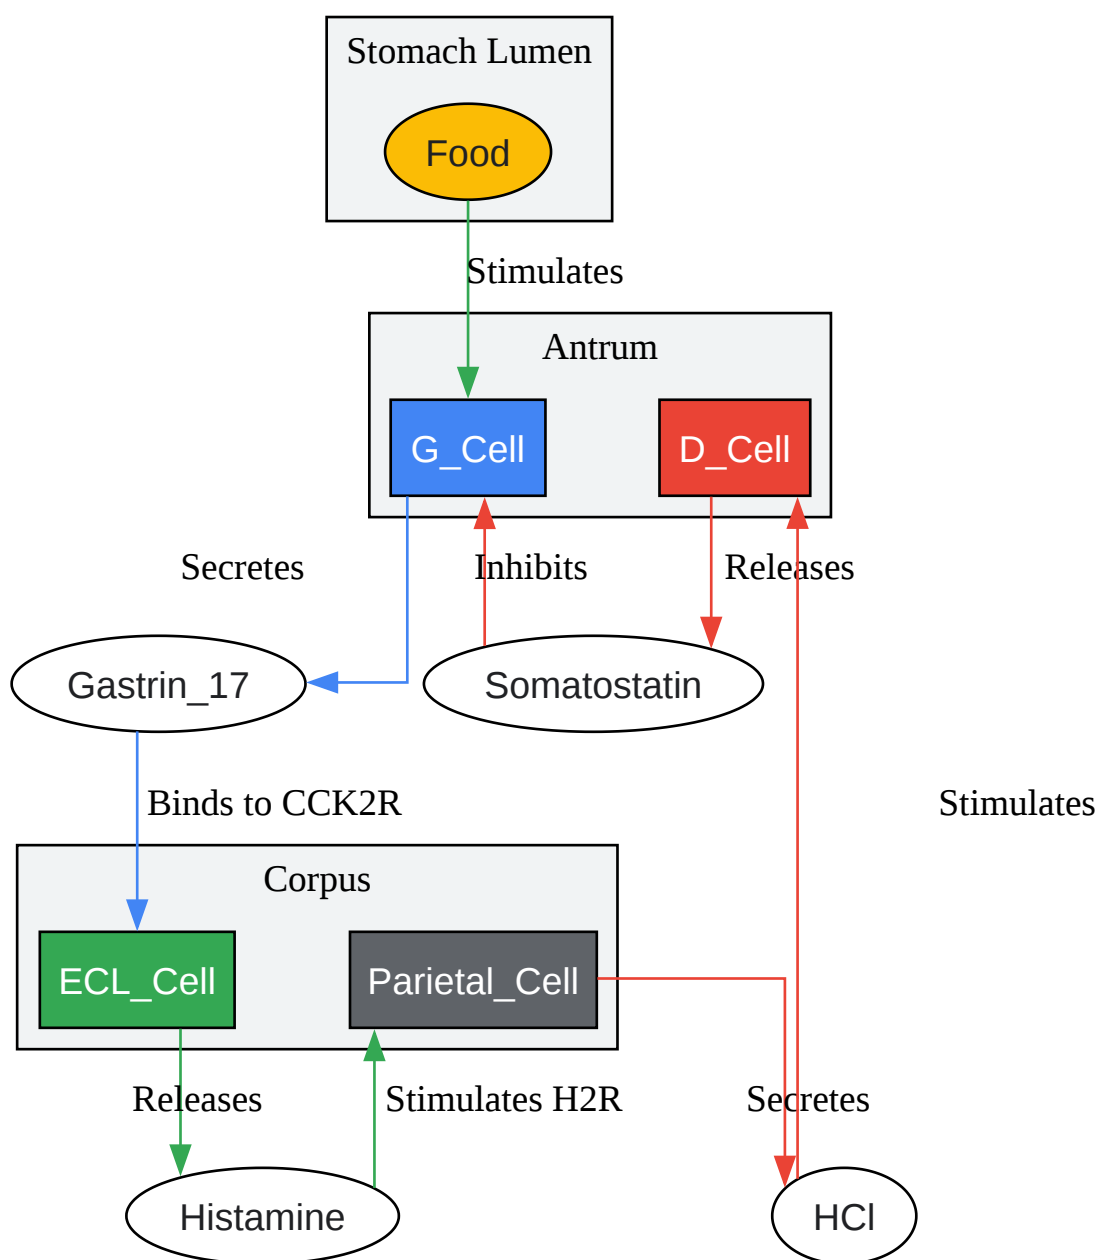 Stomach Lumen
Food
Stimulates
Antrum
G_Cell
D_Cell
Secretes
Inhibits
Releases
Gastrin_17
Somatostatin
Binds to CCK2R
Stimulates
Corpus
ECL_Cell
Parietal_Cell
Releases
Stimulates H2R
Secretes
Histamine
HCl